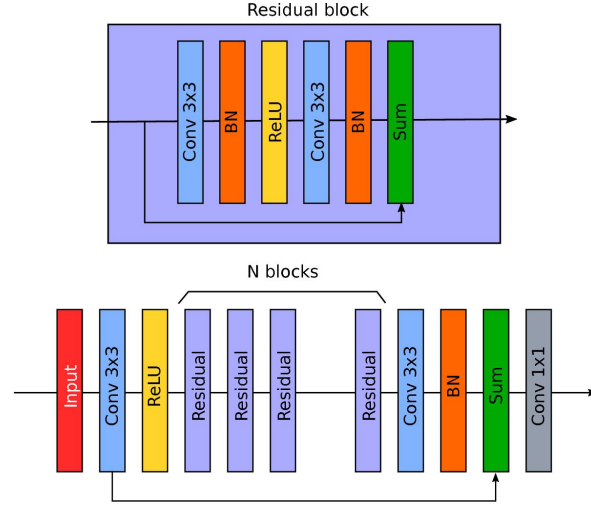 Residual block
Conv 3x3
BN
ReLU
Conv 3x3
BN
Sum
N blocks
Input
Conv 3x3
ReLU
Residual
Residual
Residual
Residual
Conv 3x3
BN
Sum
Conv 1x1